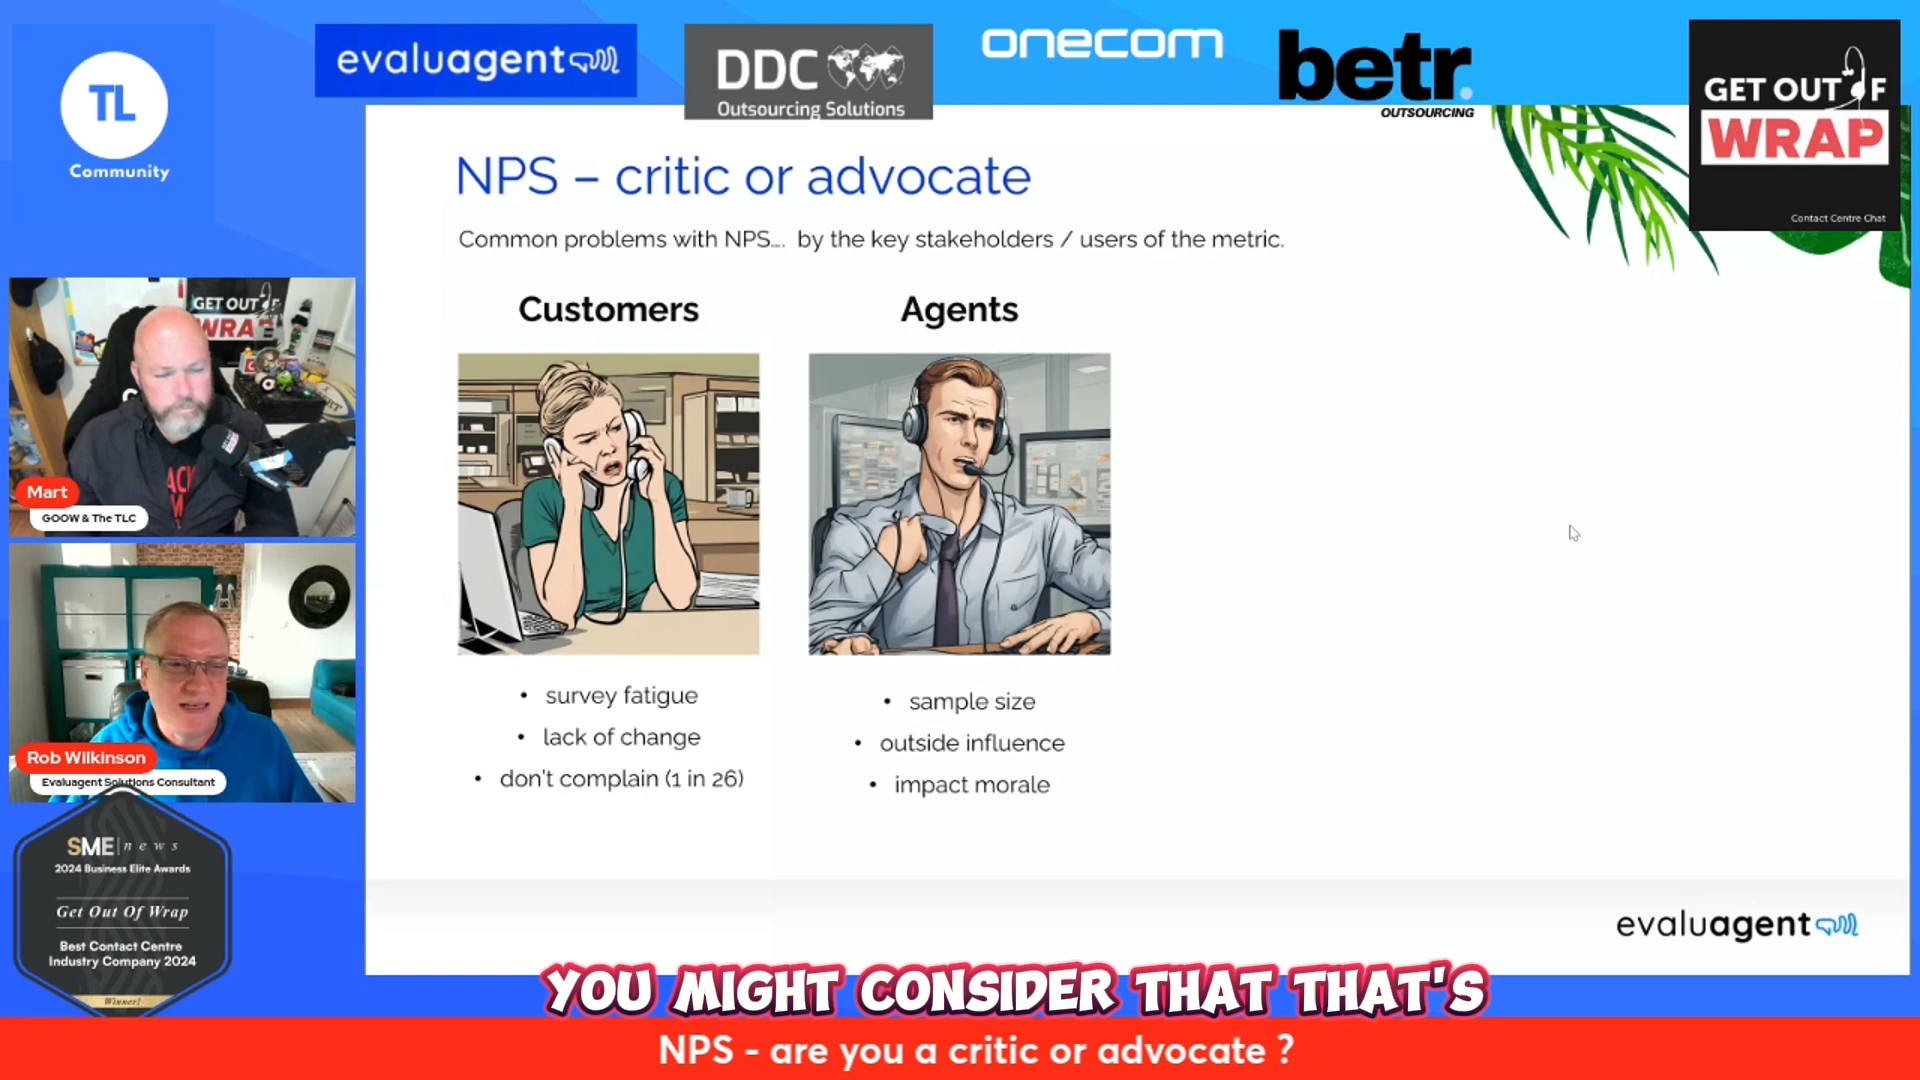 TL
Community
evaluagent
DDC
Outsourcing Solutions
onecom
betr.
OUTSOURCING
GET OUT OF
WRAP
Contact Centre Chat
NPS – critic or advocate
Common problems with NPS.... by the key stakeholders / users of the metric.
Customers
Agents
• survey fatigue
• lack of change
• don't complain (1 in 26)
• sample size
• outside influence
• impact morale
GET OUT OF
WRAP
Mart
GOOW & The TLC
Rob Wilkinson
Evaluagent Solutions Consultant
SME news
2024 Business Elite Awards
Get Out Of Wrap
Best Contact Centre
Industry Company 2024
Winner!
evaluagent
YOU MIGHT CONSIDER THAT THAT'S
NPS - are you a critic or advocate ?